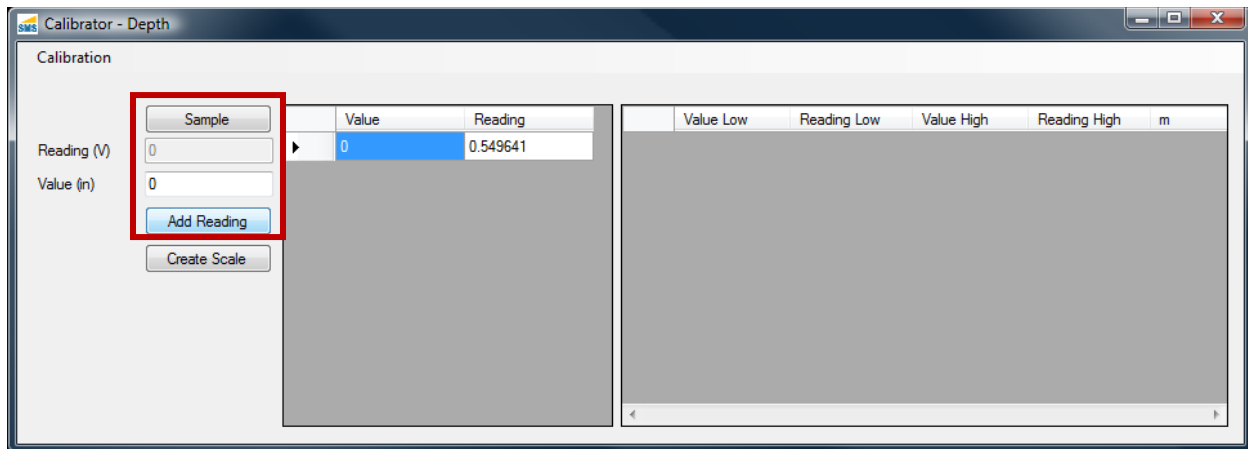 SMS Calibrator - Depth
Calibration
Sample
Reading (V) 0
Value (in) 0
Add Reading
Create Scale
Value Reading
0 0.549641
Value Low Reading Low Value High Reading High m